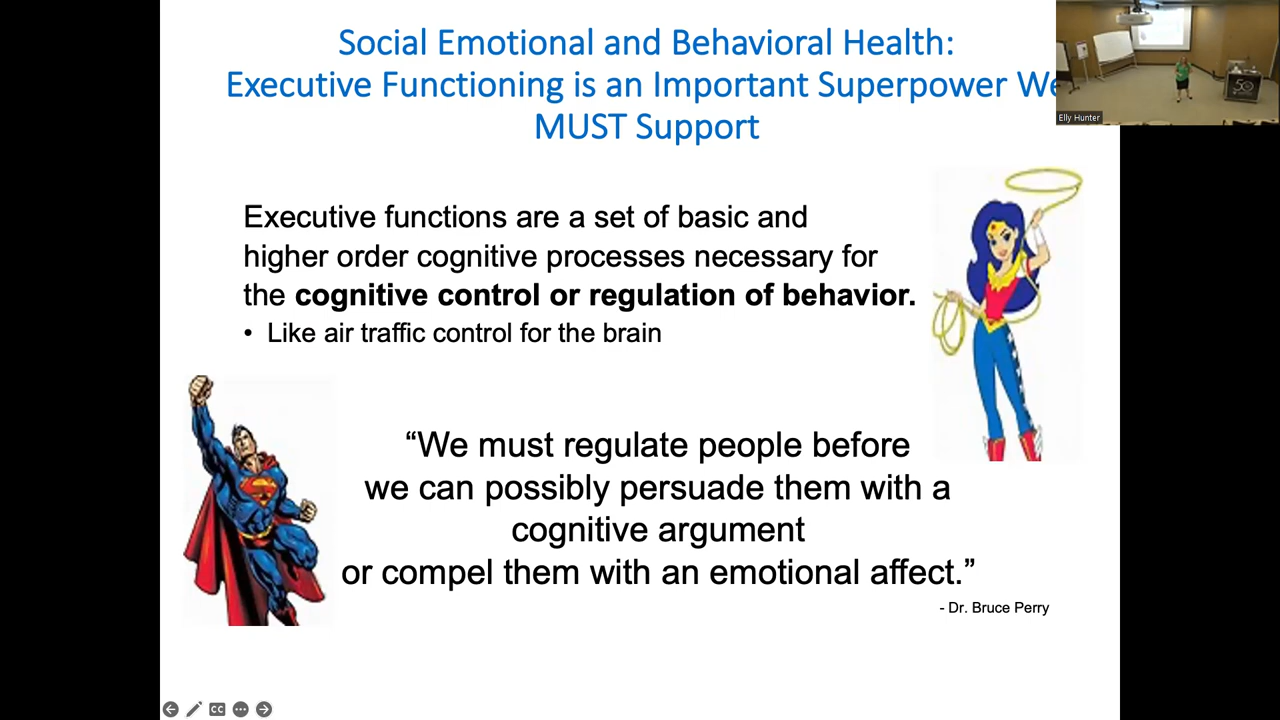 Social Emotional and Behavioral Health:
Executive Functioning is an Important Superpower We
MUST Support
Elly Hunter
Executive functions are a set of basic and
higher order cognitive processes necessary for
the cognitive control or regulation of behavior.
• Like air traffic control for the brain
“We must regulate people before
we can possibly persuade them with a
cognitive argument
or compel them with an emotional affect.”
- Dr. Bruce Perry
CC